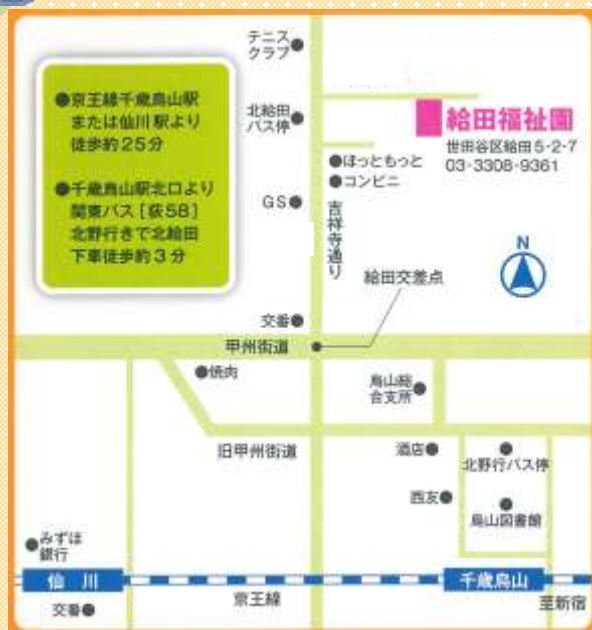 テニス
クラブ
●京王線千歳烏山駅
または仙川駅より
徒歩約25分
●千歳烏山駅北口より
関東バス[荻58]
北野行きで北給田
下車徒歩約3分
北給田
バス停
給田福祉園
世田谷区給田5-2-7
03-3308-9361
●ほっともっと
●コンビニ
GS●
吉祥寺通り
N
給田交差点
交番●
甲州街道
●焼肉
烏山総
合支所
旧甲州街道
酒店●
北野行バス停
西友●
烏山図書館
みずほ
銀行
仙川
千歳烏山
京王線
至新宿
交番●